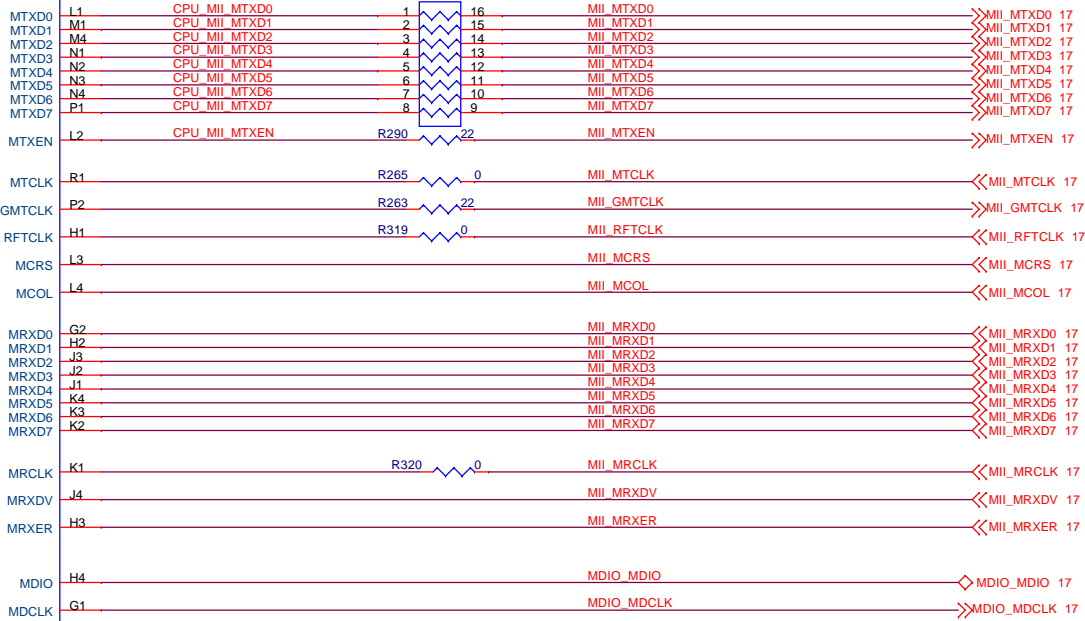 MTXD0 L1 CPU_MII_MTXD0 1 16 MII_MTXD0 MII_MTXD0 17
MTXD1 M1 CPU_MII_MTXD1 2 15 MII_MTXD1 MII_MTXD1 17
MTXD2 M4 CPU_MII_MTXD2 3 14 MII_MTXD2 MII_MTXD2 17
MTXD3 N1 CPU_MII_MTXD3 4 13 MII_MTXD3 MII_MTXD3 17
MTXD4 N2 CPU_MII_MTXD4 5 12 MII_MTXD4 MII_MTXD4 17
MTXD5 N3 CPU_MII_MTXD5 6 11 MII_MTXD5 MII_MTXD5 17
MTXD6 N4 CPU_MII_MTXD6 7 10 MII_MTXD6 MII_MTXD6 17
MTXD7 P1 CPU_MII_MTXD7 8 9 MII_MTXD7 MII_MTXD7 17
MTXEN L2 CPU_MII_MTXEN R290 22 MII_MTXEN MII_MTXEN 17
MTCLK R1 R265 0 MII_MTCLK MII_MTCLK 17
GMTCLK P2 R263 22 MII_GMTCLK MII_GMTCLK 17
RFTCLK H1 R319 0 MII_RFTCLK MII_RFTCLK 17
MCRS L3 MII_MCRS MII_MCRS 17
MCOL L4 MII_MCOL MII_MCOL 17
MRXD0 G2 MII_MRXD0 MII_MRXD0 17
MRXD1 H2 MII_MRXD1 MII_MRXD1 17
MRXD2 J3 MII_MRXD2 MII_MRXD2 17
MRXD3 J2 MII_MRXD3 MII_MRXD3 17
MRXD4 J1 MII_MRXD4 MII_MRXD4 17
MRXD5 K4 MII_MRXD5 MII_MRXD5 17
MRXD6 K3 MII_MRXD6 MII_MRXD6 17
MRXD7 K2 MII_MRXD7 MII_MRXD7 17
MRCLK K1 R320 0 MII_MRCLK MII_MRCLK 17
MRXDV J4 MII_MRXDV MII_MRXDV 17
MRXER H3 MII_MRXER MII_MRXER 17
MDIO H4 MDIO_MDIO MDIO_MDIO 17
MDCLK G1 MDIO_MDCLK MDIO_MDCLK 17